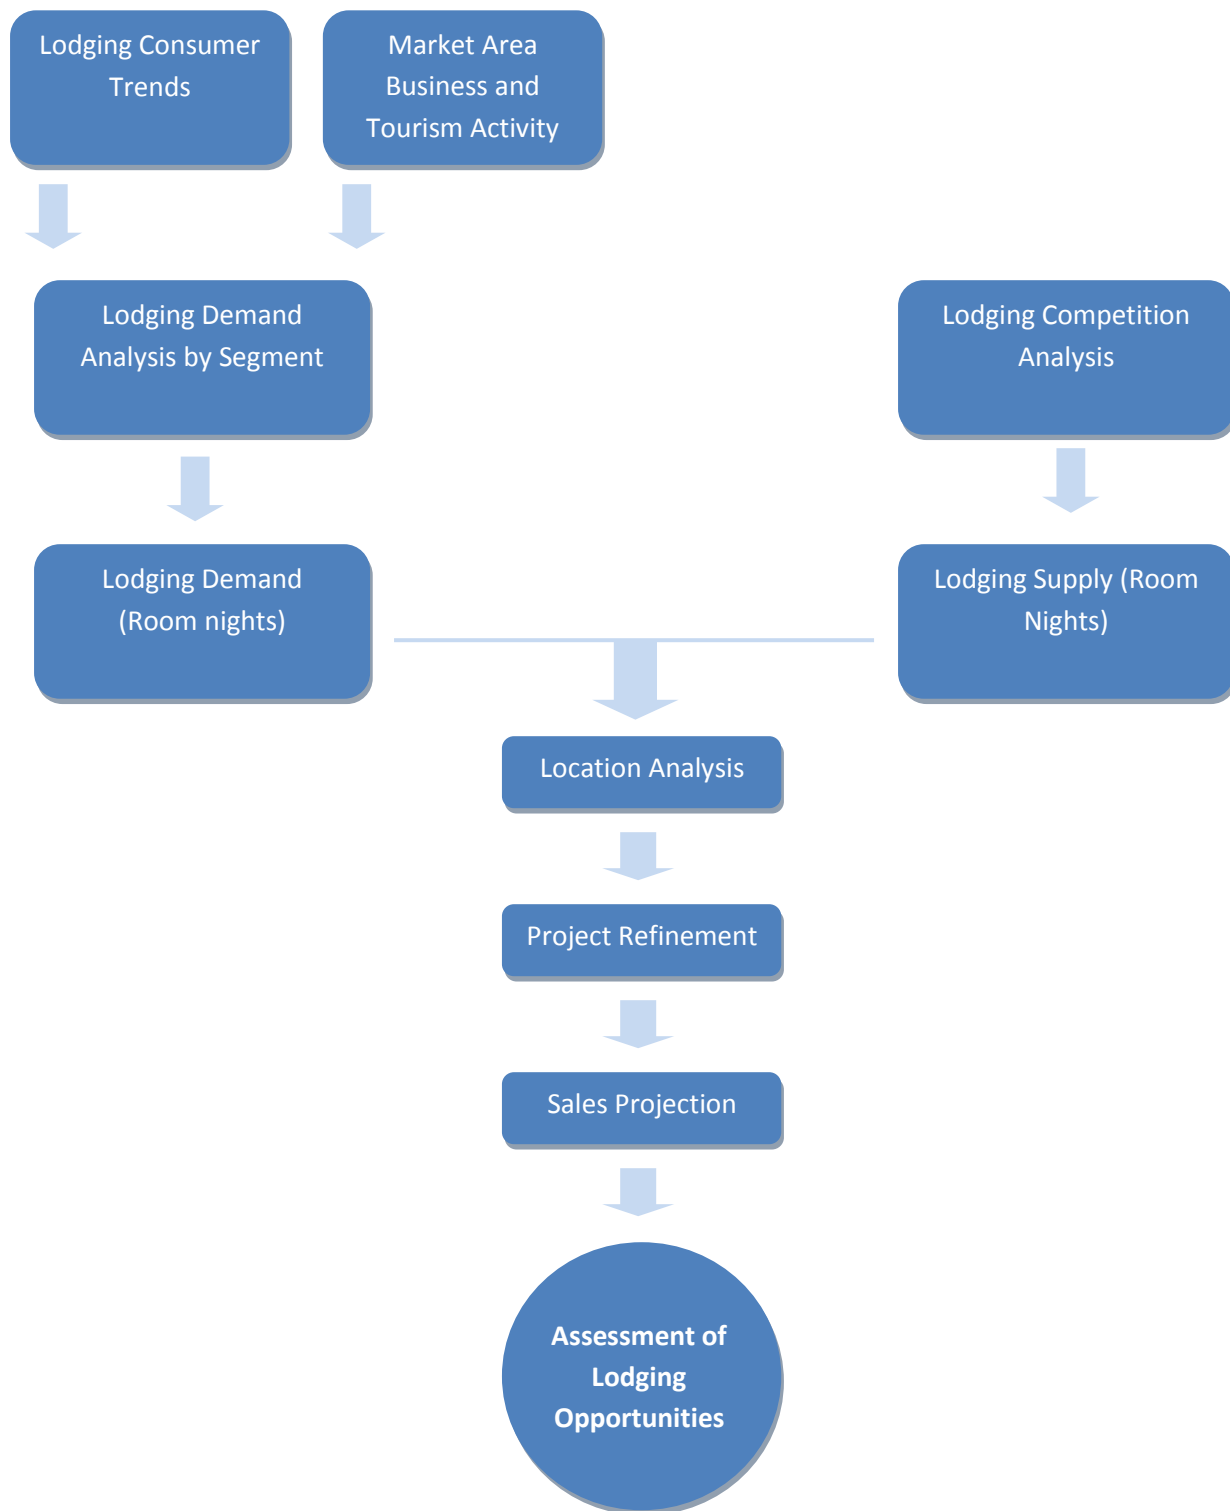 Lodging Consumer
Trends
Market Area
Business and
Tourism Activity
Lodging Demand
Analysis by Segment
Lodging Competition
Analysis
Lodging Demand
(Room nights)
Lodging Supply (Room
Nights)
Location Analysis
Project Refinement
Sales Projection
Assessment of
Lodging
Opportunities